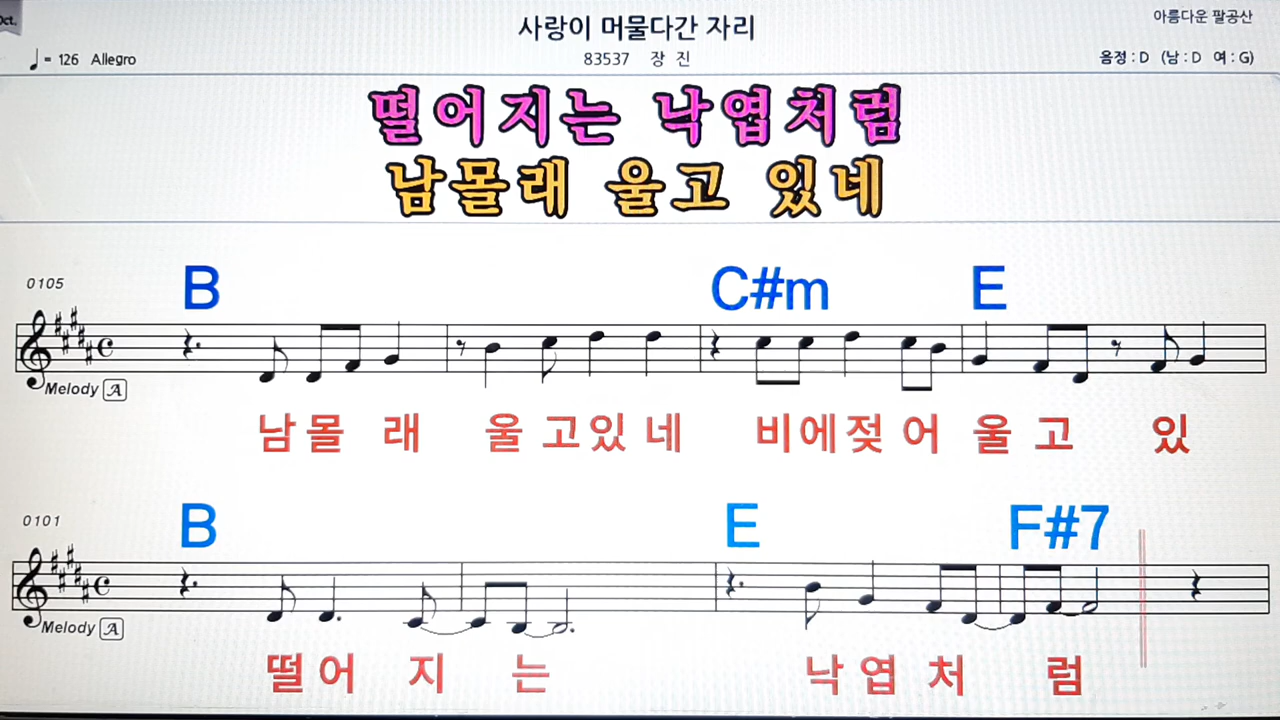 Oct.
사랑이 머물다간 자리
아름다운 팔공산
♩= 126 Allegro
83537 장 진
음정 : D (남 : D 여 : G)
떨어지는 낙엽처럼
남몰래 울고 있네
0105
B C#m E
Melody A
남몰 래 울 고있 네 비에젖 어 울 고 있
0101
B E F#7
Melody A
떨어 지 는 낙엽 처 럼